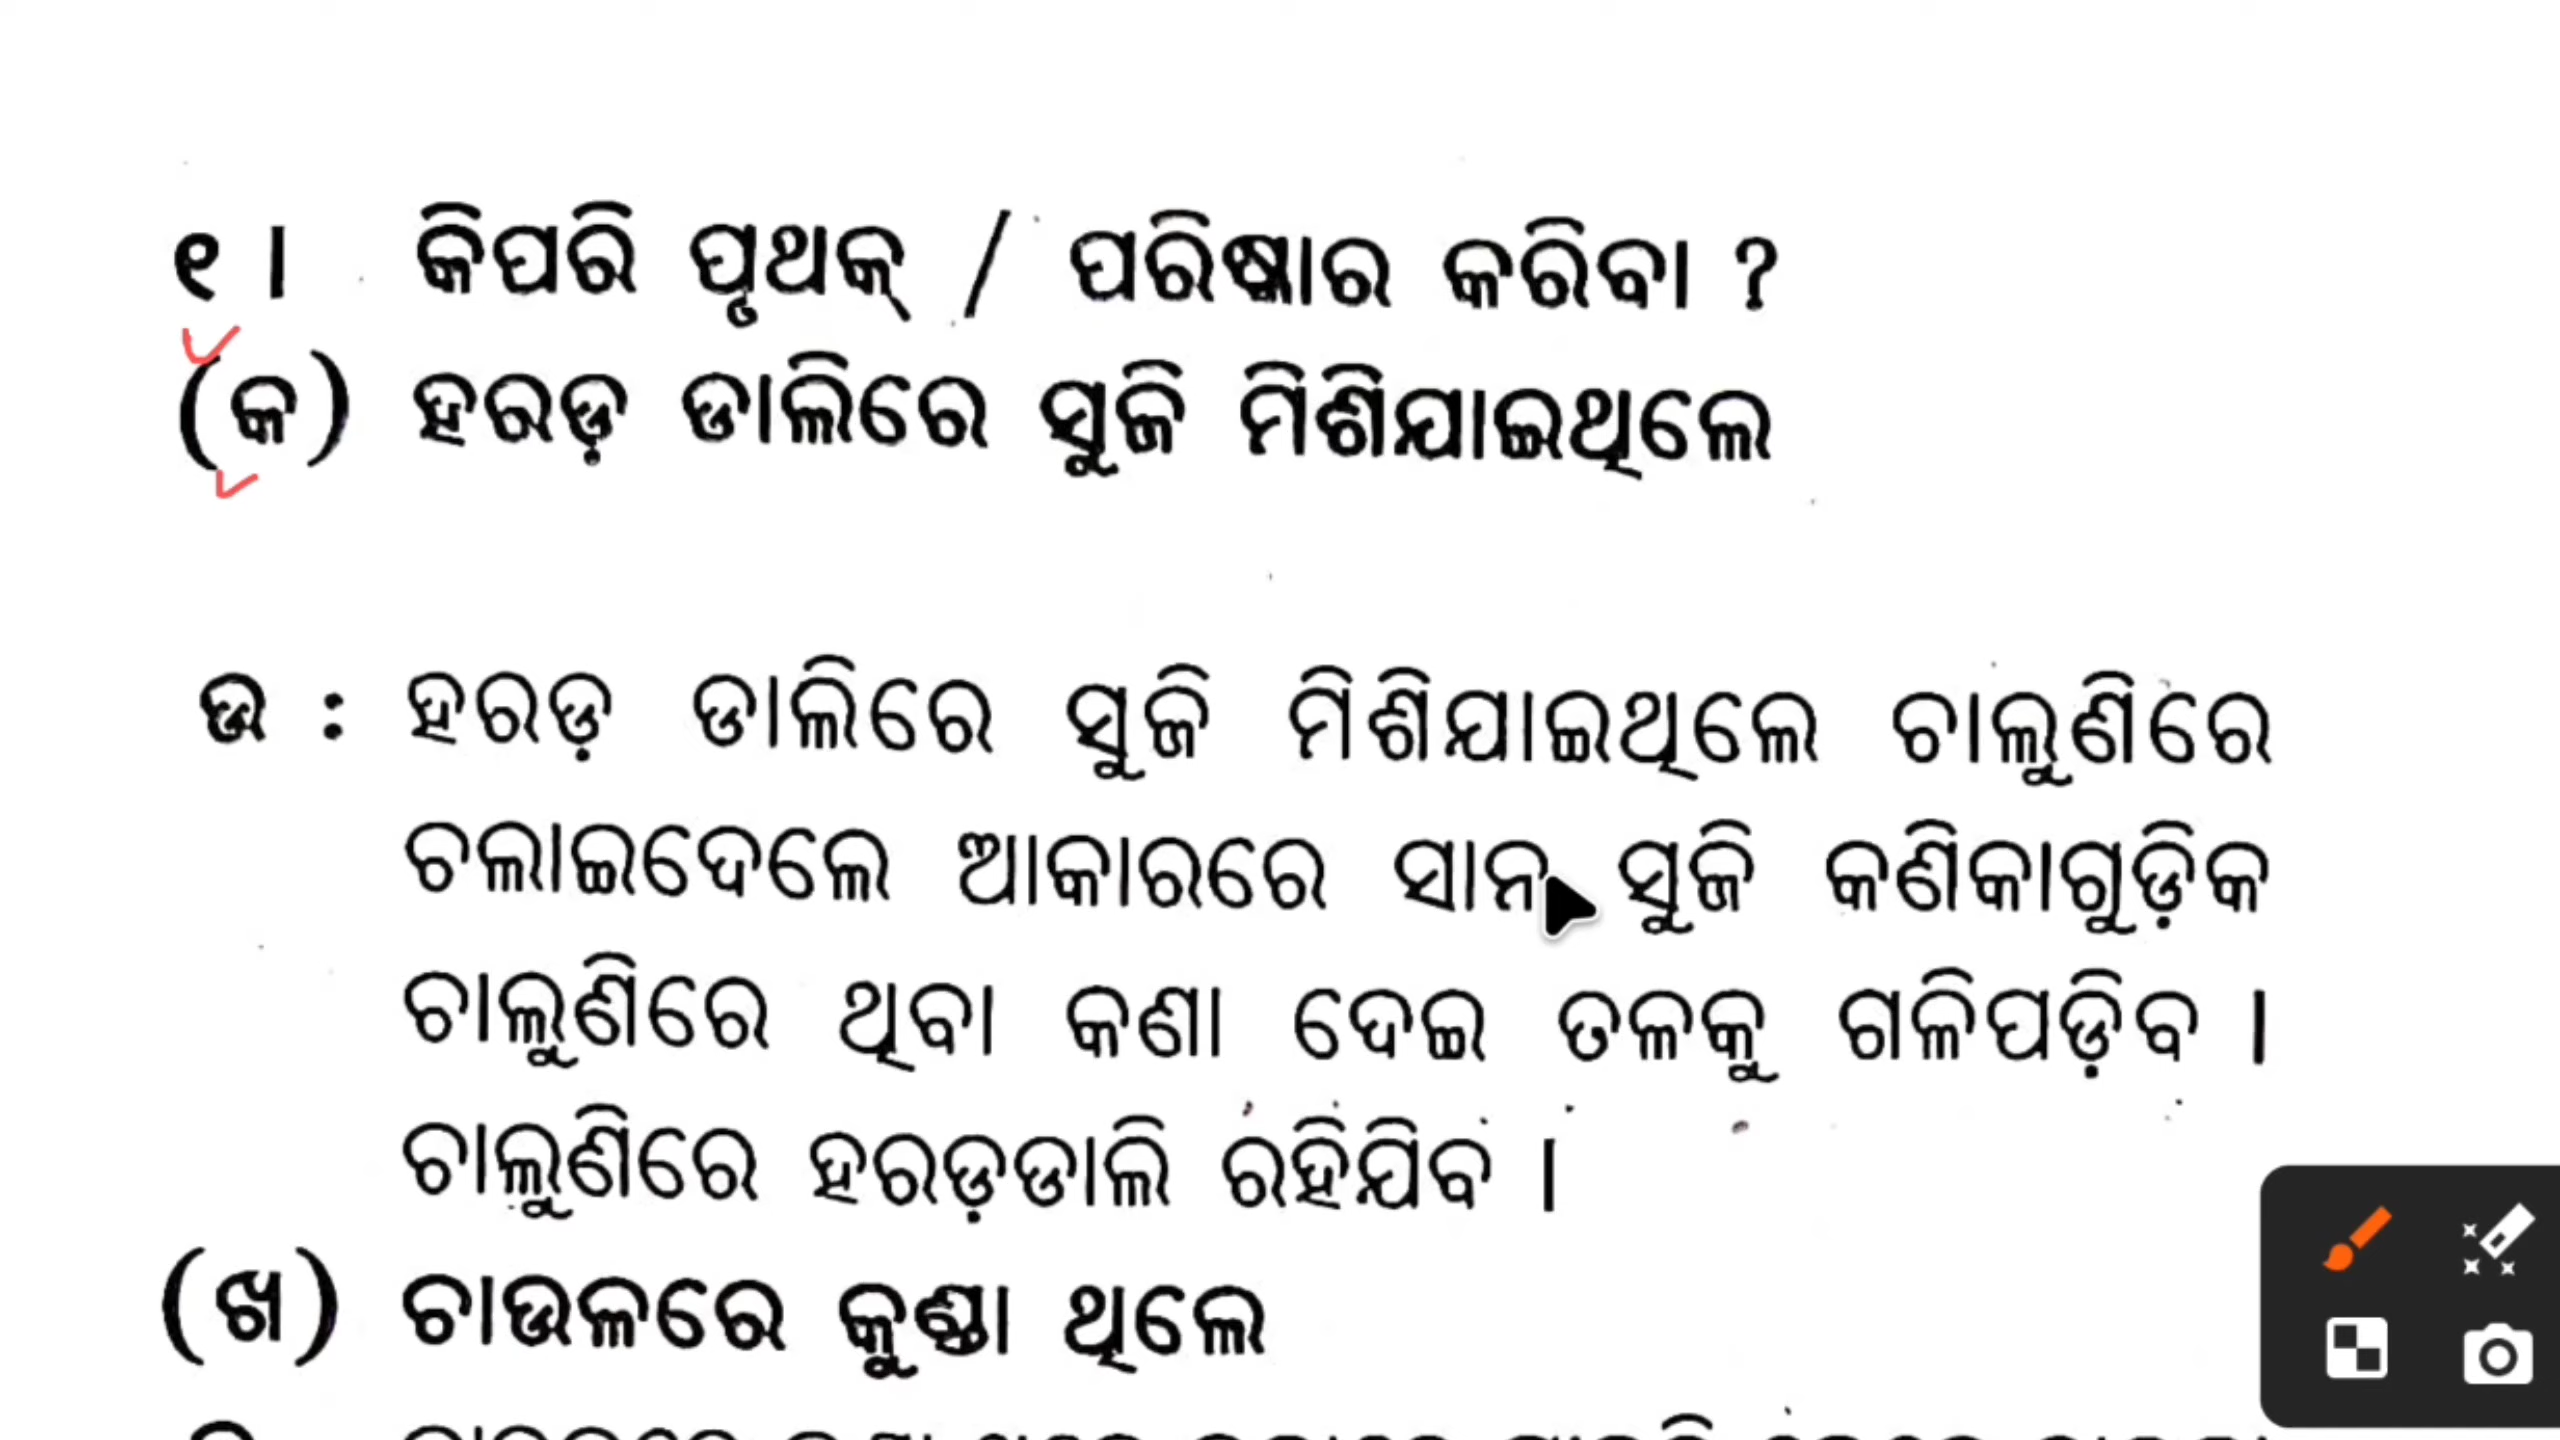 ୧ । କିପରି ପୃଥକ୍ / ପରିଷ୍କାର କରିବା ?
(କ) ହରଡ଼ ଡାଲିରେ ସୁଜି ମିଶିଯାଇଥିଲେ
ଉ : ହରଡ଼ ଡାଲିରେ ସୁଜି ମିଶିଯାଇଥିଲେ ଚାଲୁଣିରେ
ଚଲାଇଦେଲେ ଆକାରରେ ସାନ ସୁଜି କଣିକାଗୁଡ଼ିକ
ଚାଲୁଣିରେ ଥିବା କଣା ଦେଇ ତଳକୁ ଗଳିପଡ଼ିବ ।
ଚାଲୁଣିରେ ହରଡ଼ଡାଲି ରହିଯିବ ।
(ଖ) ଚାଉଳରେ କୁଣ୍ଡା ଥିଲେ